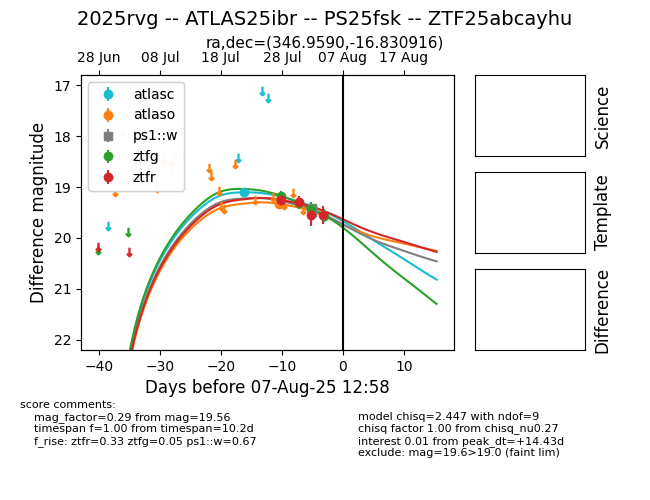 2025rvg -- ATLAS25ibr -- PS25fsk -- ZTF25abcayhu
ra,dec=(346.9590,-16.830916)
28 Jun 08 Jul 18 Jul 28 Jul 07 Aug 17 Aug
17
18
19
20
21
22
Difference magnitude
atlasc
atlaso
ps1::w
ztfg
ztfr
−40 −30 −20 −10 0 10
Days before 07-Aug-25 12:58
Science
Template
Difference
score comments:
mag_factor=0.29 from mag=19.56
timespan f=1.00 from timespan=10.2d
f_rise: ztfr=0.33 ztfg=0.05 ps1::w=0.67
model chisq=2.447 with ndof=9
chisq factor 1.00 from chisq_nu0.27
interest 0.01 from peak_dt=+14.43d
exclude: mag=19.6>19.0 (faint lim)